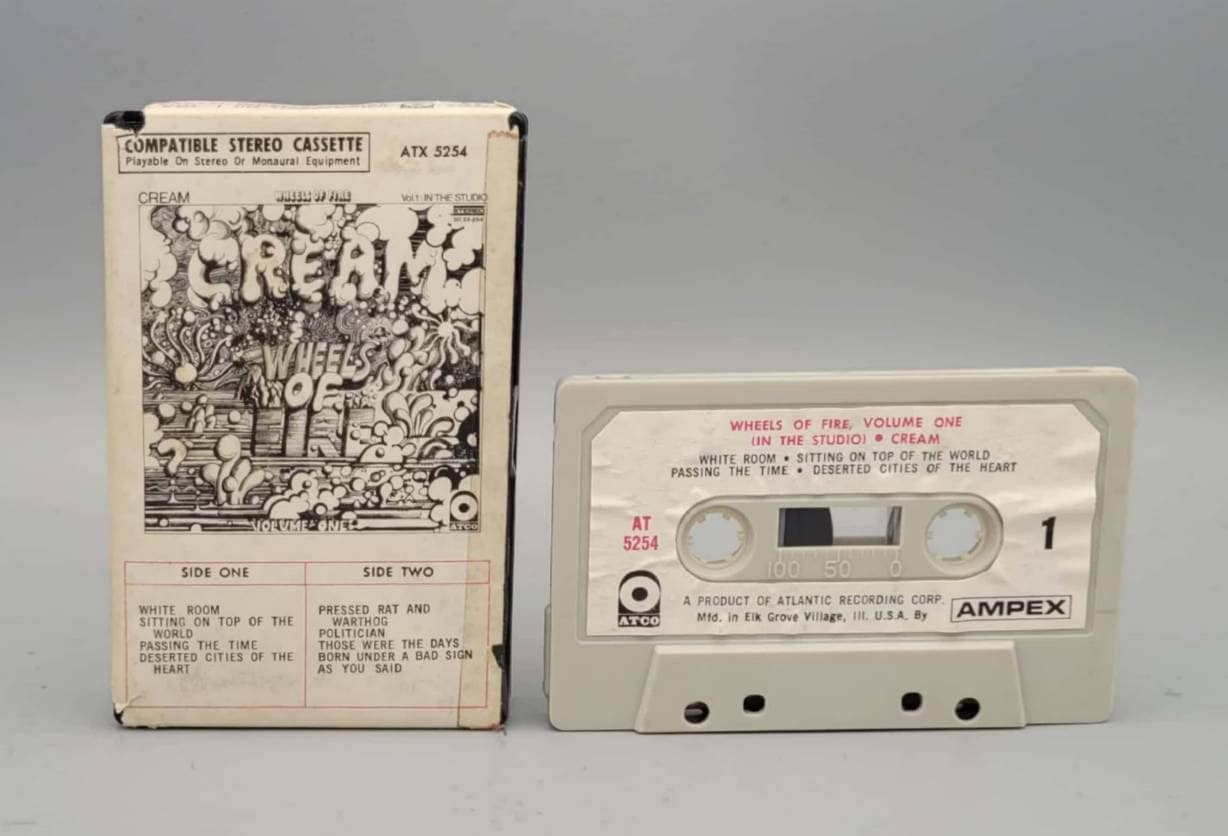 COMPATIBLE STEREO CASSETTE
Playable On Stereo Or Monaural Equipment
ATX 5254
CREAM
WHEELS OF FIRE
Vol.1: IN THE STUDIO
STEREO
CREAM
WHEELS
OF
VOLUME ONE
ATCO
SIDE ONE
WHITE ROOM
SITTING ON TOP OF THE
WORLD
PASSING THE TIME
DESERTED CITIES OF THE
HEART
SIDE TWO
PRESSED RAT AND
WARTHOG
POLITICIAN
THOSE WERE THE DAYS
BORN UNDER A BAD SIGN
AS YOU SAID
WHEELS OF FIRE, VOLUME ONE
(IN THE STUDIO) • CREAM
WHITE ROOM • SITTING ON TOP OF THE WORLD
PASSING THE TIME • DESERTED CITIES OF THE HEART
AT
5254
1
100 50 0
ATCO
A PRODUCT OF ATLANTIC RECORDING CORP.
Mfd. in Elk Grove Village, Ill. U.S.A. By
AMPEX